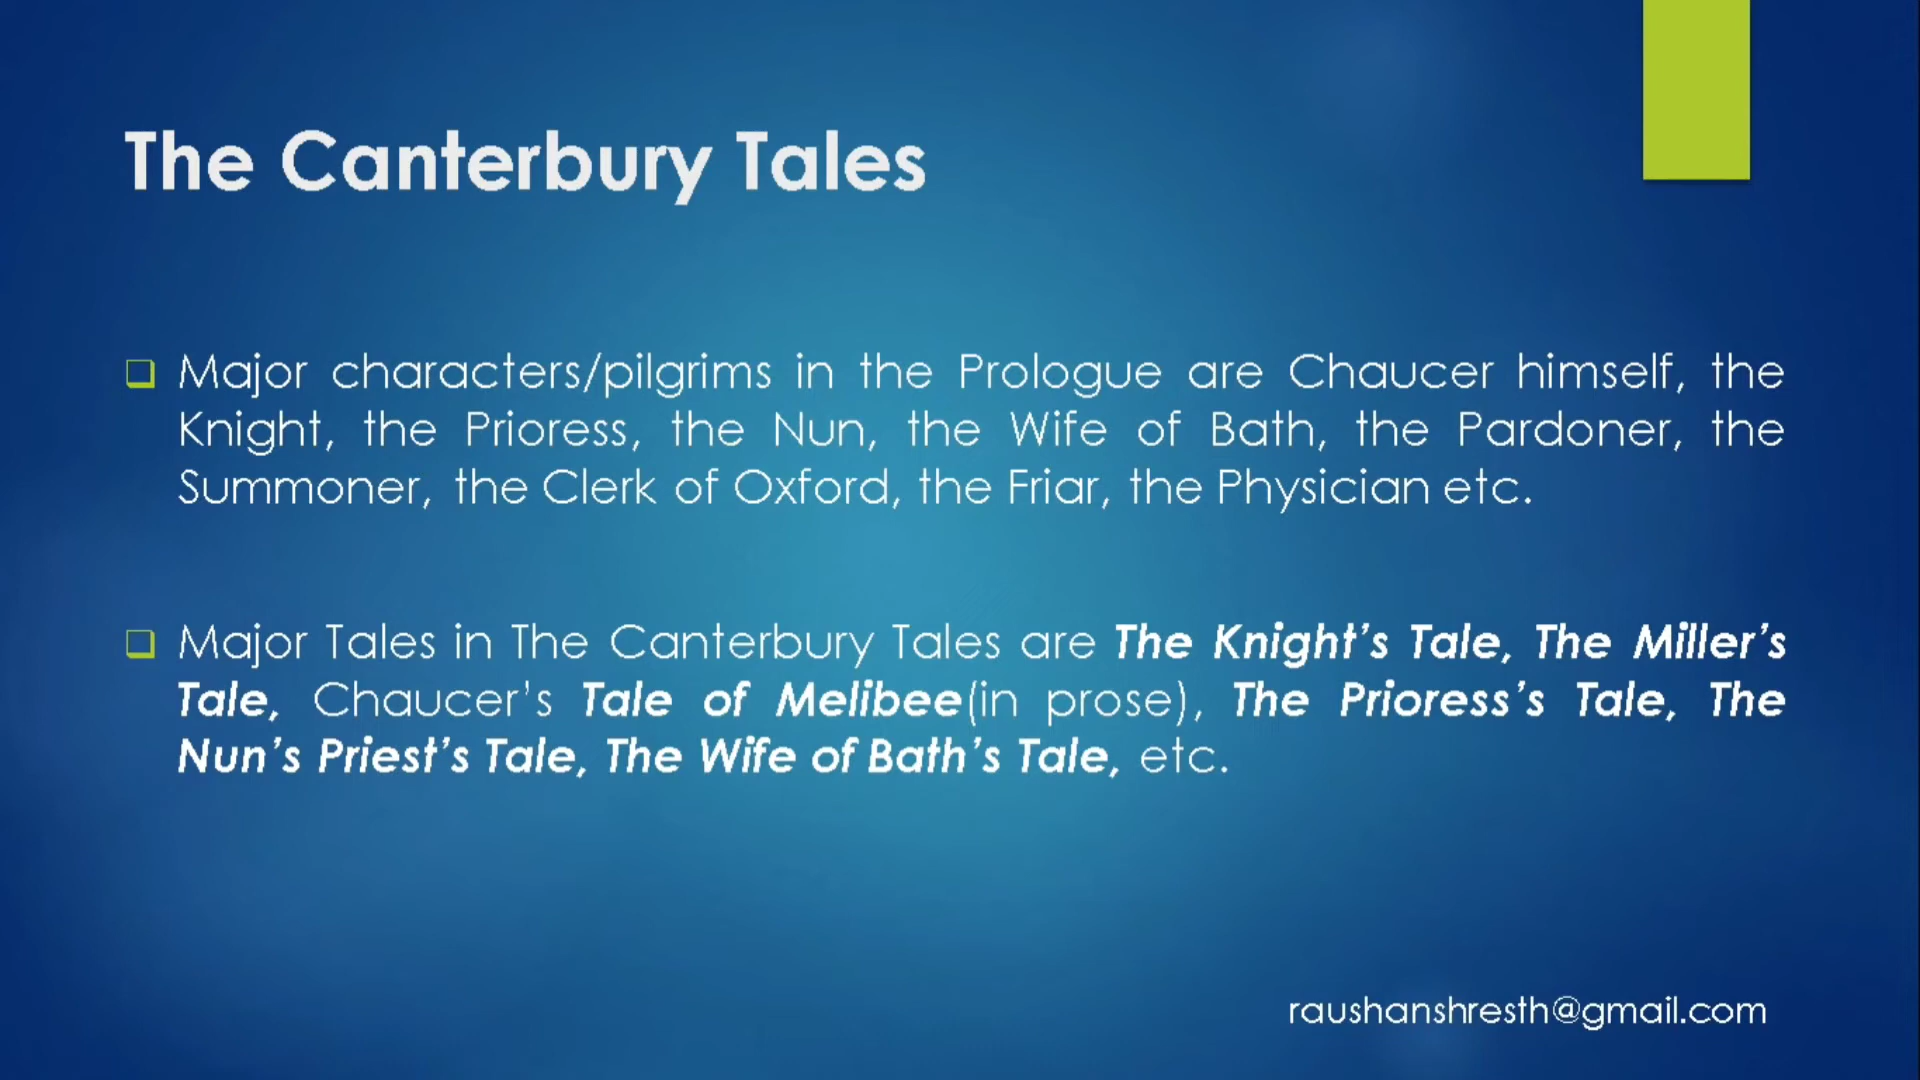 The Canterbury Tales
Major characters/pilgrims in the Prologue are Chaucer himself, the
Knight, the Prioress, the Nun, the Wife of Bath, the Pardoner, the
Summoner, the Clerk of Oxford, the Friar, the Physician etc.
Major Tales in The Canterbury Tales are The Knight’s Tale, The Miller’s
Tale, Chaucer’s Tale of Melibee(in prose), The Prioress’s Tale, The
Nun’s Priest’s Tale, The Wife of Bath’s Tale, etc.
raushanshresth@gmail.com